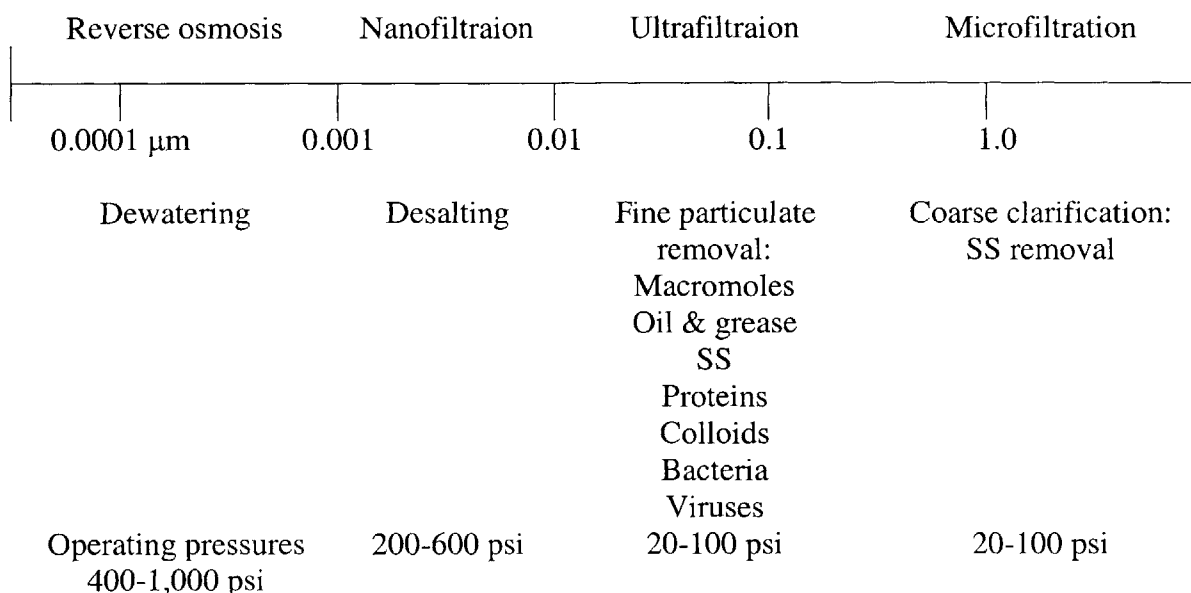 Reverse osmosis Nanofiltraion Ultrafiltraion Microfiltration
0.0001 μm 0.001 0.01 0.1 1.0
Dewatering Desalting Fine particulate Coarse clarification:
removal: SS removal
Macromoles
Oil & grease
SS
Proteins
Colloids
Bacteria
Viruses
Operating pressures 200-600 psi 20-100 psi 20-100 psi
400-1,000 psi